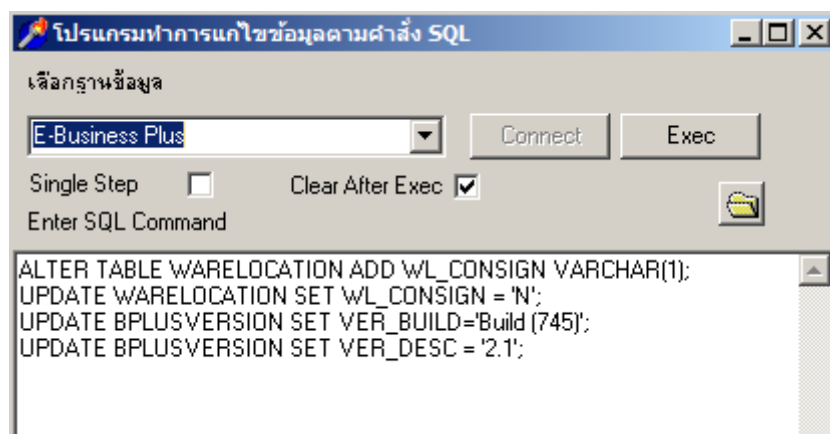 โปรแกรมทำการแก้ไขข้อมูลตามคำสั่ง SQL
เลือกฐานข้อมูล
E-Business Plus
Connect
Exec
Single Step
Clear After Exec
Enter SQL Command
ALTER TABLE WARELOCATION ADD WL_CONSIGN VARCHAR(1);
UPDATE WARELOCATION SET WL_CONSIGN = 'N';
UPDATE BPLUSVERSION SET VER_BUILD='Build (745)';
UPDATE BPLUSVERSION SET VER_DESC = '2.1';